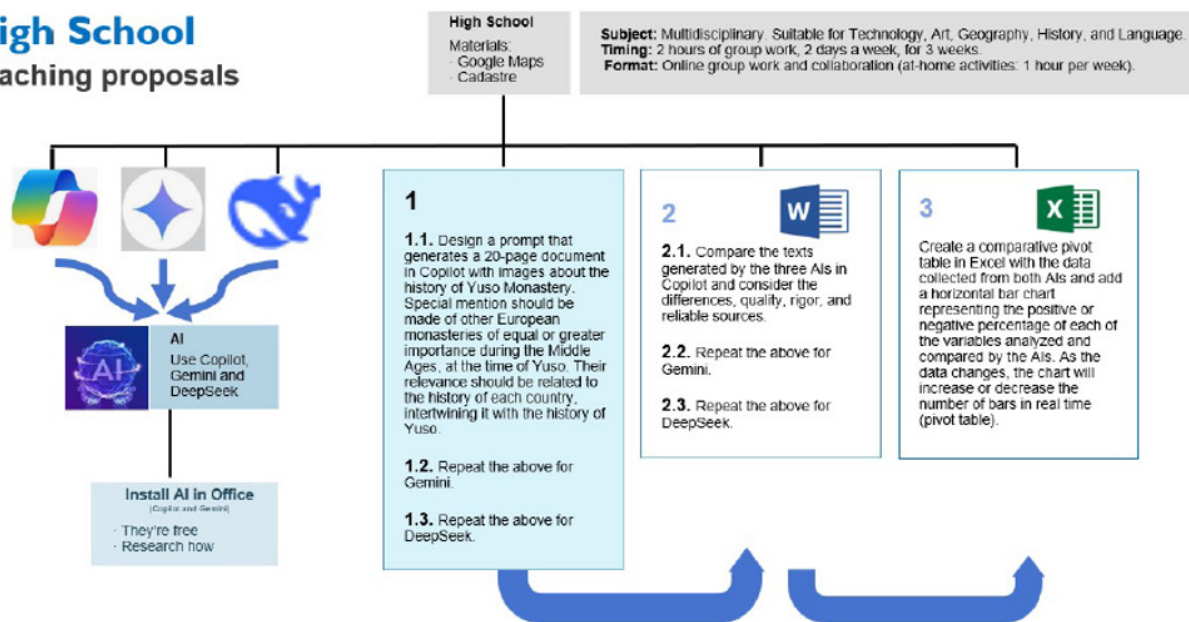 igh School
aching proposals
High School
Materials:
· Google Maps
· Cadastre
Subject: Multidisciplinary. Suitable for Technology, Art, Geography, History, and Language.
Timing: 2 hours of group work, 2 days a week, for 3 weeks.
Format: Online group work and collaboration (at-home activities: 1 hour per week).
AI
AI
Use Copilot,
Gemini and
DeepSeek
Install AI in Office
(Copilot and Gemini)
· They're free
· Research how
1
1.1. Design a prompt that
generates a 20-page document
in Copilot with images about the
history of Yuso Monastery.
Special mention should be
made of other European
monasteries of equal or greater
importance during the Middle
Ages, at the time of Yuso. Their
relevance should be related to
the history of each country,
intertwining it with the history of
Yuso.
1.2. Repeat the above for
Gemini.
1.3. Repeat the above for
DeepSeek.
2
W
2.1. Compare the texts
generated by the three AIs in
Copilot and consider the
differences, quality, rigor, and
reliable sources.
2.2. Repeat the above for
Gemini.
2.3. Repeat the above for
DeepSeek.
3
X
Create a comparative pivot
table in Excel with the data
collected from both AIs and add
a horizontal bar chart
representing the positive or
negative percentage of each of
the variables analyzed and
compared by the AIs. As the
data changes, the chart will
increase or decrease the
number of bars in real time
(pivot table).